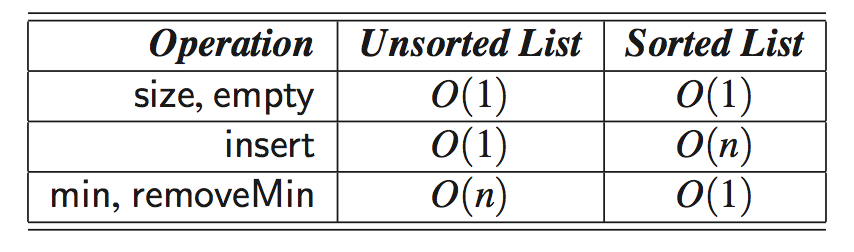 Operation Unsorted List Sorted List
size, empty O(1) O(1)
insert O(1) O(n)
min, removeMin O(n) O(1)